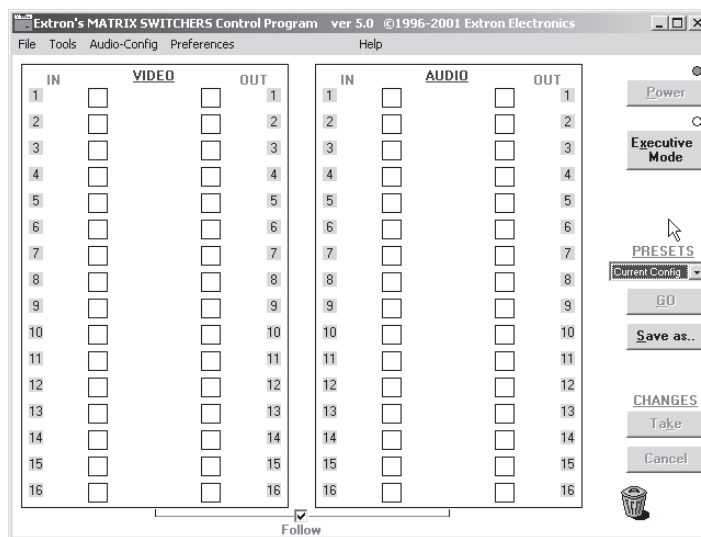 Extron's MATRIX SWITCHERS Control Program ver 5.0 ©1996-2001 Extron Electronics
File Tools Audio-Config Preferences Help
IN VIDEO OUT IN AUDIO OUT
1 1 1 1
2 2 2 2
3 3 3 3
4 4 4 4
5 5 5 5
6 6 6 6
7 7 7 7
8 8 8 8
9 9 9 9
10 10 10 10
11 11 11 11
12 12 12 12
13 13 13 13
14 14 14 14
15 15 15 15
16 16 16 16
Follow
Power
Executive
Mode
PRESETS
Current Config
GO
Save as..
CHANGES
Take
Cancel